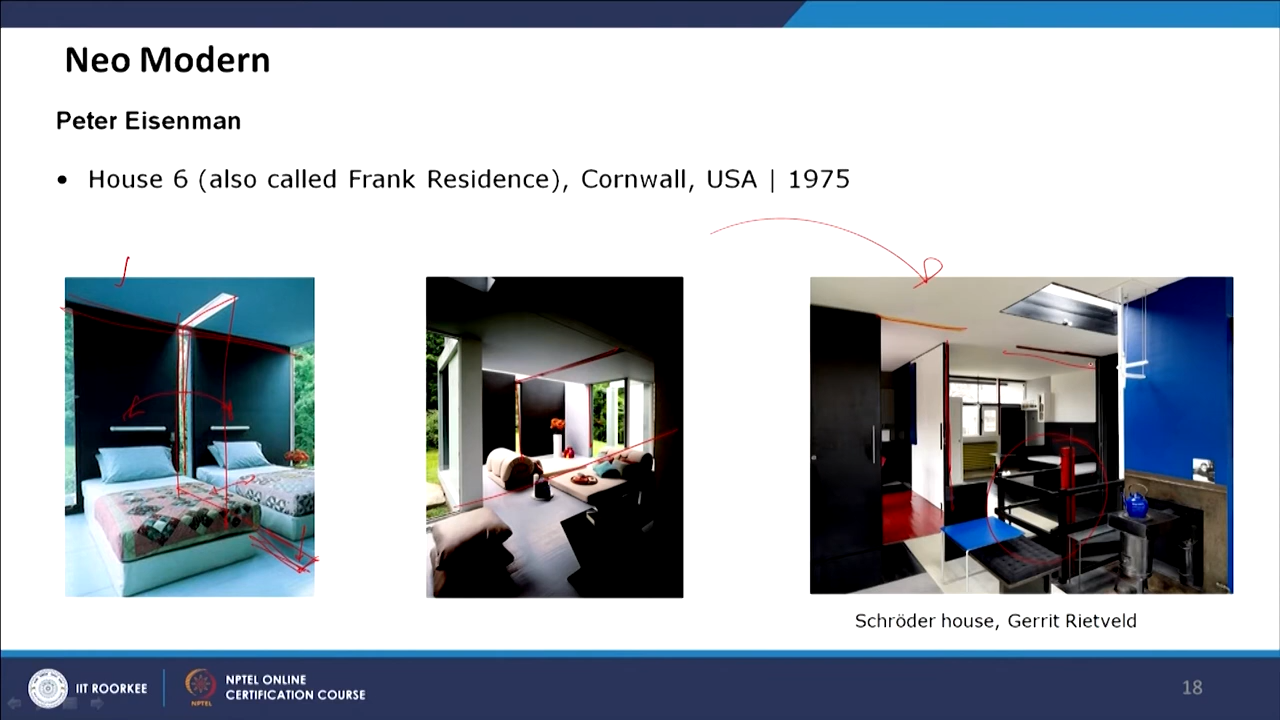 Neo Modern
Peter Eisenman
• House 6 (also called Frank Residence), Cornwall, USA | 1975
Schröder house, Gerrit Rietveld
IIT ROORKEE
NPTEL
NPTEL ONLINE
CERTIFICATION COURSE
18